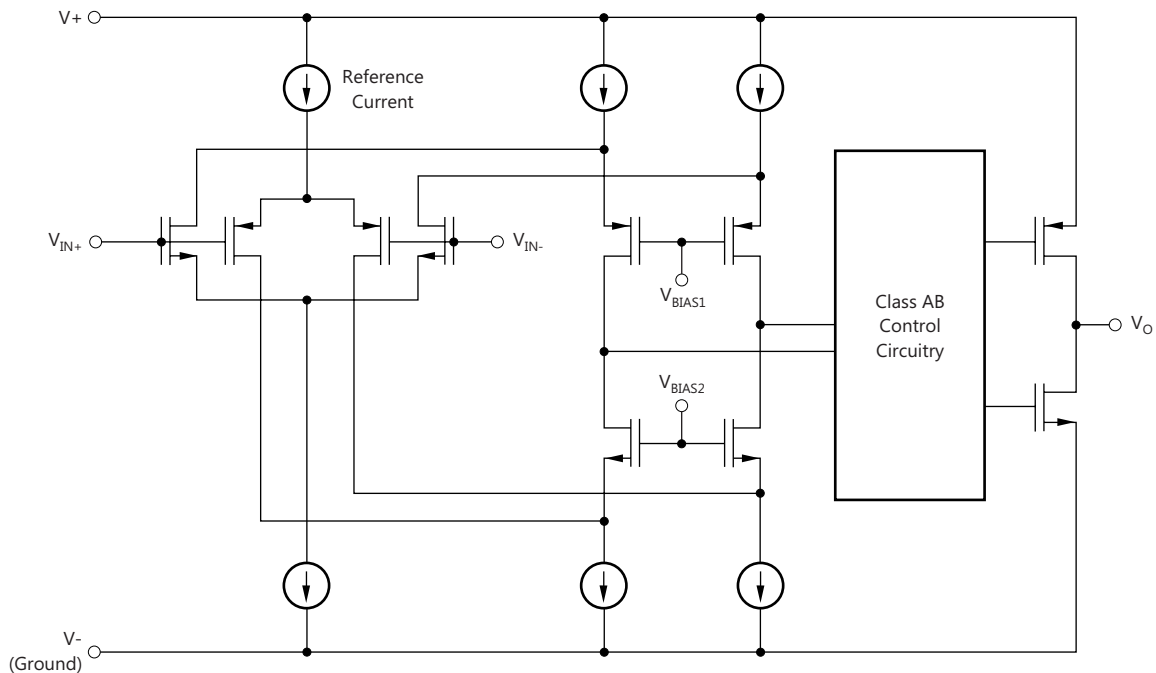 V+
Reference
Current
V_IN+
V_IN-
V_BIAS1
Class AB
Control
Circuitry
V_O
V_BIAS2
V-
(Ground)